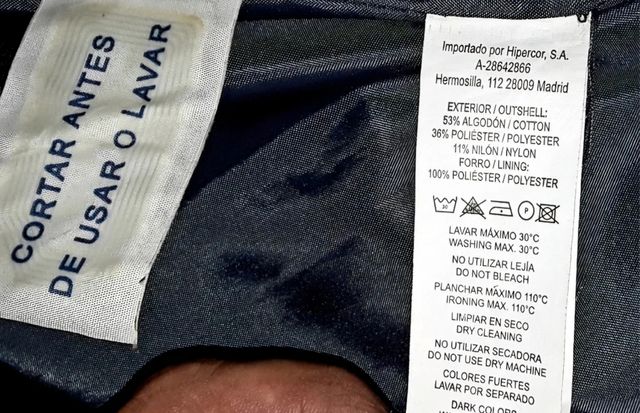 CORTAR ANTES
DE USAR O LAVAR
Importado por Hipercor, S.A.
A-28642866
Hermosilla, 112 28009 Madrid
EXTERIOR / OUTSHELL:
53% ALGODÓN / COTTON
36% POLIÉSTER / POLYESTER
11% NILÓN / NYLON
FORRO / LINING:
100% POLIÉSTER / POLYESTER
30 P
LAVAR MÁXIMO 30°C
WASHING MAX. 30°C
NO UTILIZAR LEJÍA
DO NOT BLEACH
PLANCHAR MÁXIMO 110°C
IRONING MAX. 110°C
LIMPIAR EN SECO
DRY CLEANING
NO UTILIZAR SECADORA
DO NOT USE DRY MACHINE
COLORES FUERTES
LAVAR POR SEPARADO
DARK COLOR